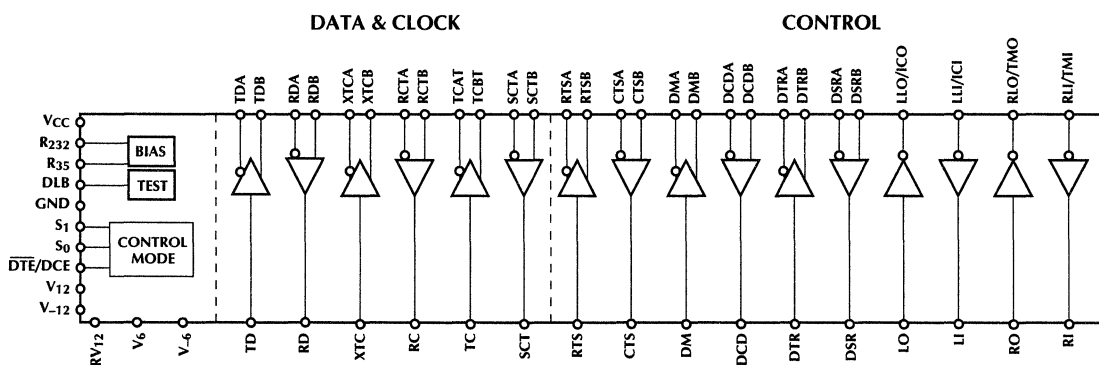 DATA & CLOCK
CONTROL
TDA
TDB
RDA
RDB
XTCA
XTCB
RCTA
RCTB
TCAT
TCBT
SCTA
SCTB
RTSA
RTSB
CTSA
CTSB
DMA
DMB
DCDA
DCDB
DTRA
DTRB
DSRA
DSRB
LLO/ICO
LLI/ICI
RLO/TMO
RLI/TMI
VCC
R232
BIAS
R35
DLB
TEST
GND
S1
S0
CONTROL
MODE
DTE/DCE
V12
V–12
RV12
V6
V–6
TD
RD
XTC
RC
TC
SCT
RTS
CTS
DM
DCD
DTR
DSR
LO
LI
RO
RI